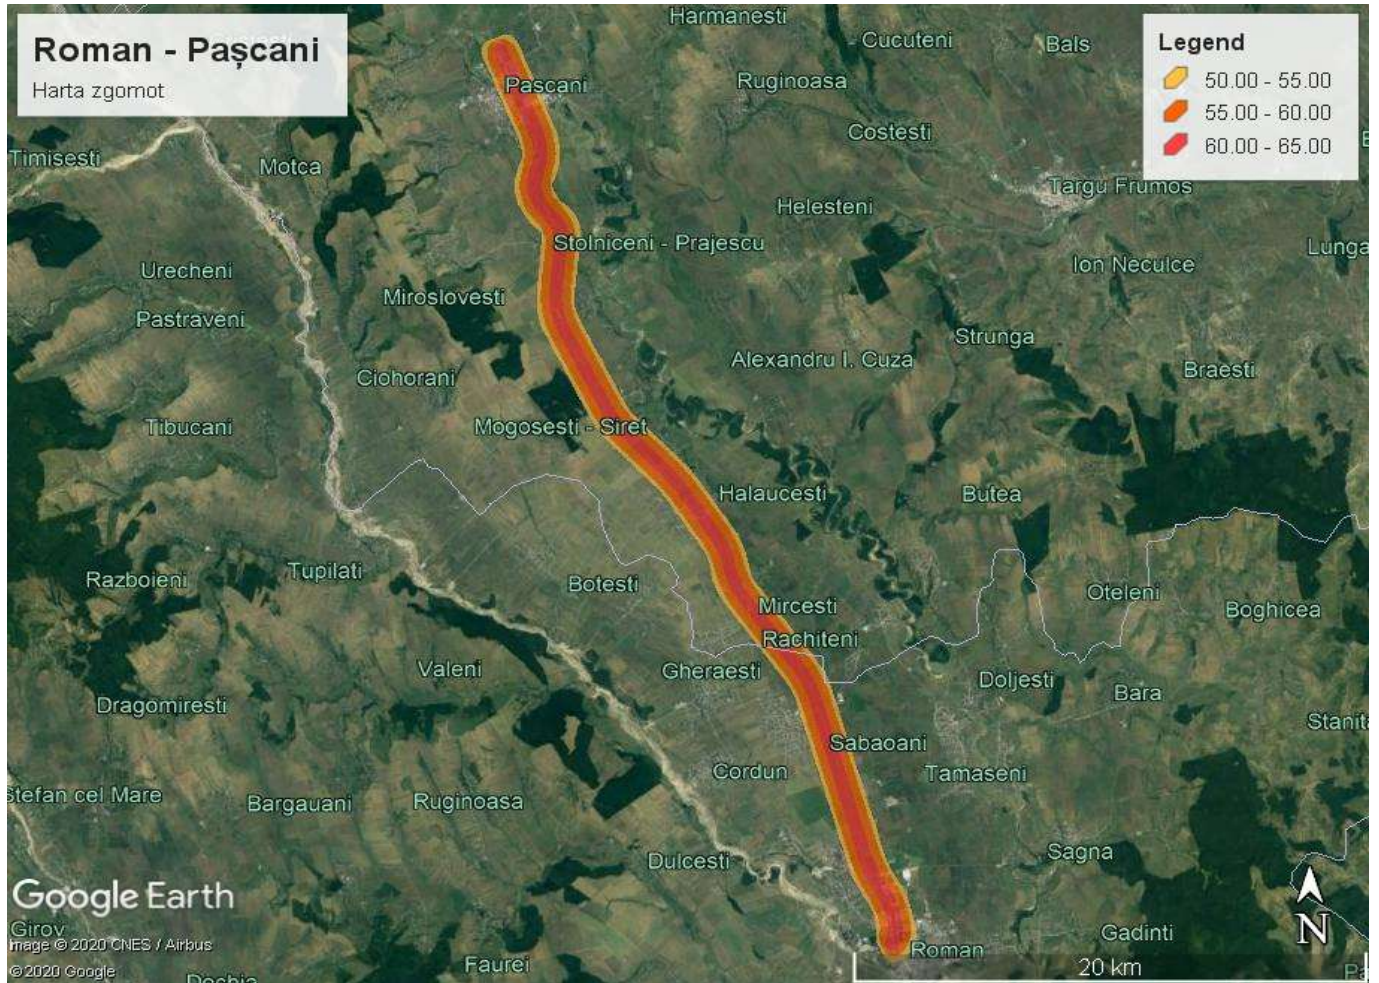 Roman - Pașcani
Harta zgomot
Legend
50.00 - 55.00
55.00 - 60.00
60.00 - 65.00
Harmanesti
Cucuteni
Bals
Pascani
Ruginoasa
Costesti
Timisesti
Motca
Targu Frumos
Helesteni
Stolniceni - Prajescu
Lunga
Urecheni
Ion Neculce
Miroslovesti
Pastraveni
Strunga
Alexandru I. Cuza
Braesti
Ciohorani
Tibucani
Mogosesti - Siret
Halaucesti
Butea
Razboieni
Tupilati
Botesti
Oteleni
Mircesti
Boghicea
Rachiteni
Valeni
Gheraesti
Doljesti
Bara
Dragomiresti
Stanita
Sabaoani
Cordun
Tamaseni
Stefan cel Mare
Bargauani
Ruginoasa
Dulcesti
Sagna
Google Earth
N
Girov
Image © 2020 CNES / Airbus
Gadinti
Roman
© 2020 Google
Faurei
20 km